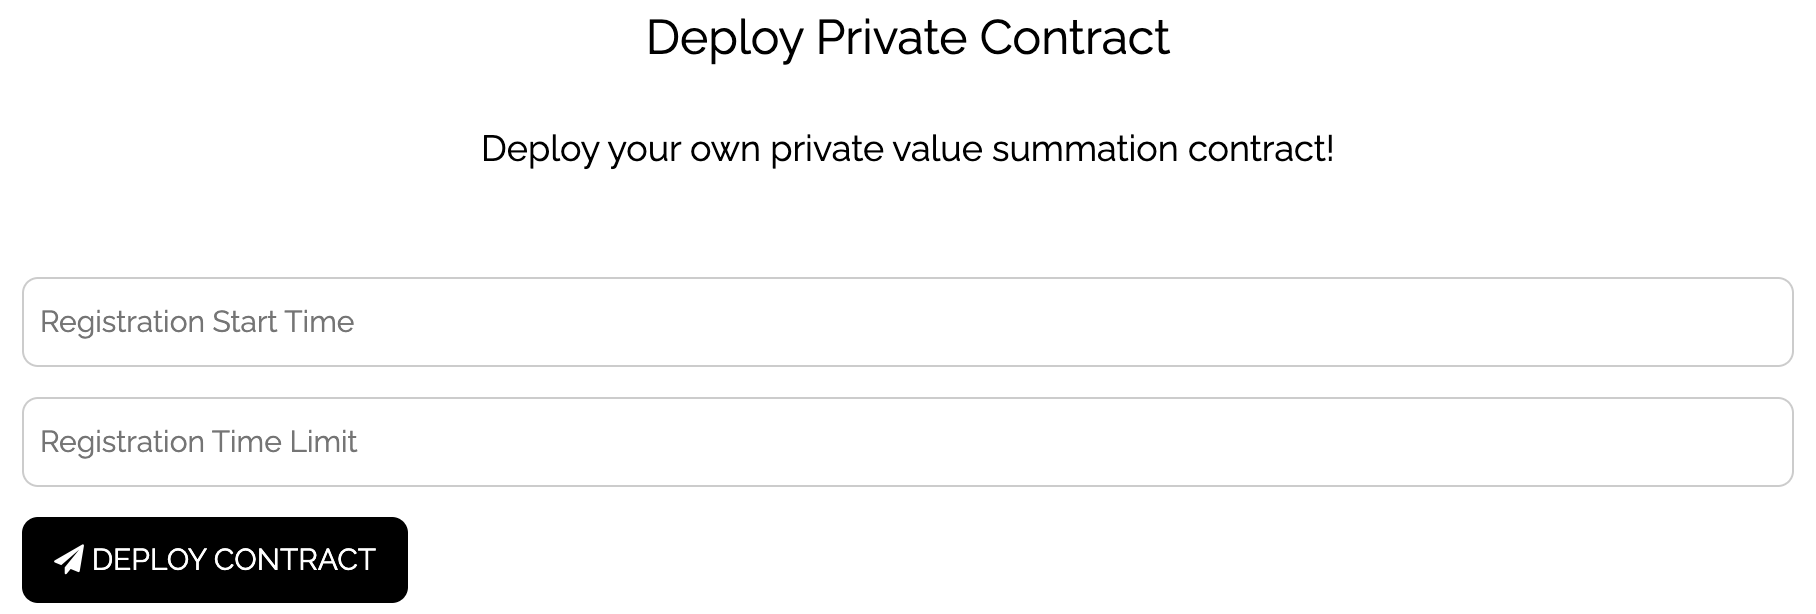 Deploy Private Contract
Deploy your own private value summation contract!
Registration Start Time
Registration Time Limit
DEPLOY CONTRACT